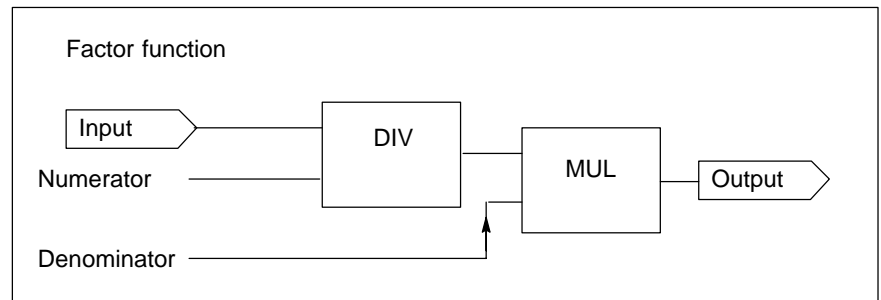 Factor function
Input
DIV
Numerator
MUL
Output
Denominator